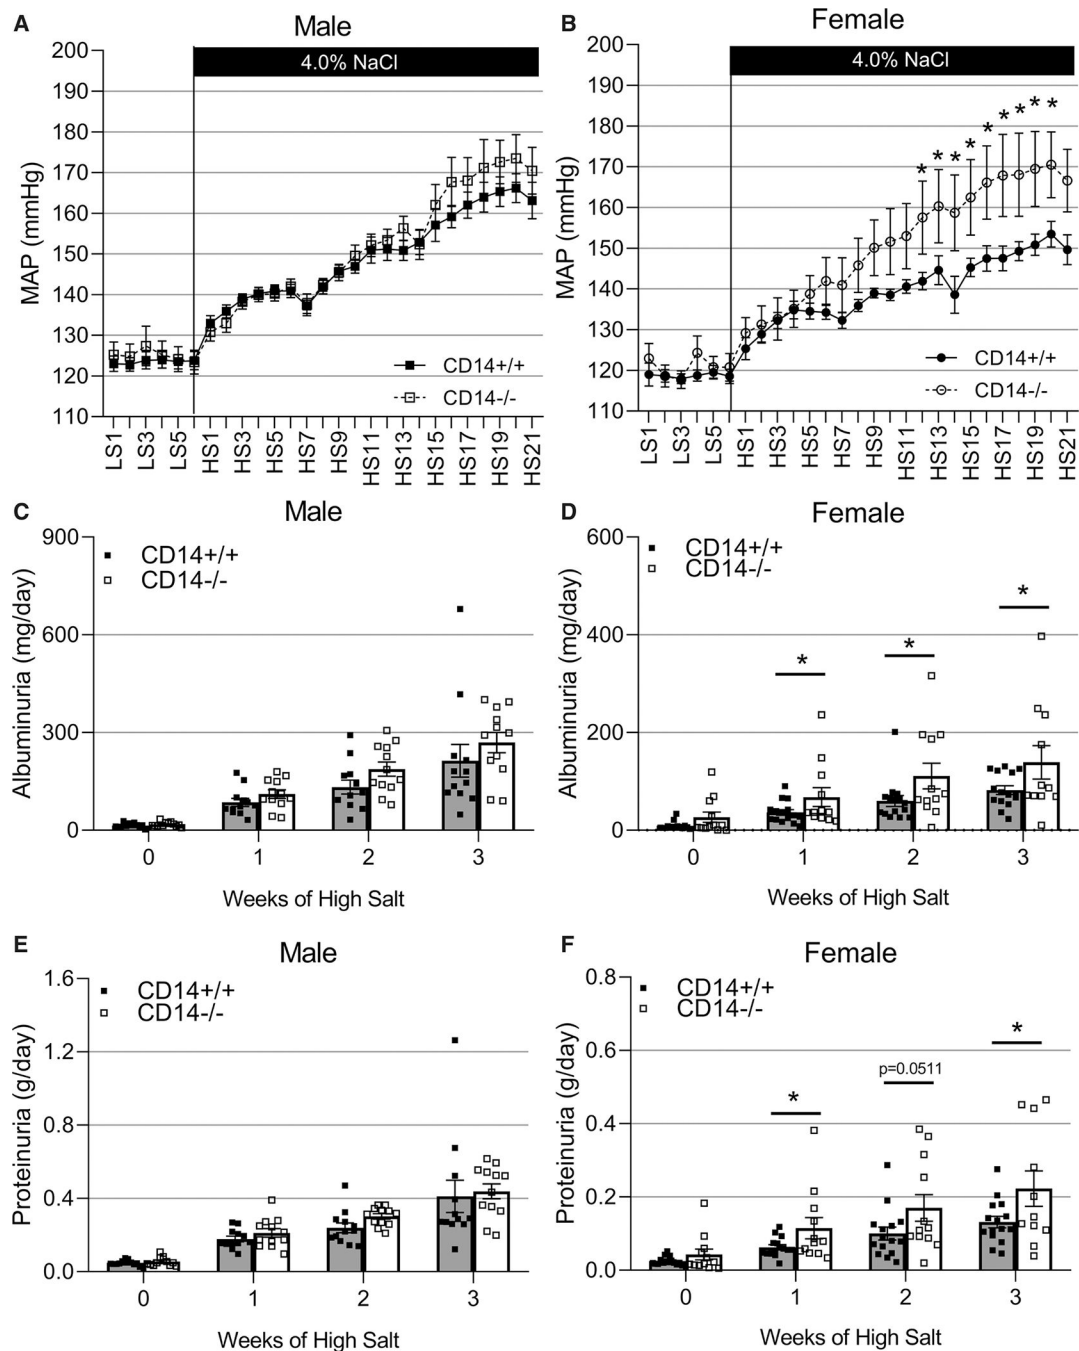 A
Male
4.0% NaCl
MAP (mmHg)
200
190
180
170
160
150
140
130
120
110
CD14+/+
CD14-/-
LS1
LS3
LS5
HS1
HS3
HS5
HS7
HS9
HS11
HS13
HS15
HS17
HS19
HS21
B
Female
4.0% NaCl
MAP (mmHg)
200
190
180
170
160
150
140
130
120
110
* * * * * * * * *
CD14+/+
CD14-/-
LS1
LS3
LS5
HS1
HS3
HS5
HS7
HS9
HS11
HS13
HS15
HS17
HS19
HS21
C
Male
Albuminuria (mg/day)
900
600
300
0
CD14+/+
CD14-/-
0 1 2 3
Weeks of High Salt
D
Female
Albuminuria (mg/day)
600
400
200
0
CD14+/+
CD14-/-
* * *
0 1 2 3
Weeks of High Salt
E
Male
Proteinuria (g/day)
1.6
1.2
0.8
0.4
0.0
CD14+/+
CD14-/-
0 1 2 3
Weeks of High Salt
F
Female
Proteinuria (g/day)
0.8
0.6
0.4
0.2
0.0
CD14+/+
CD14-/-
*
p=0.0511
*
0 1 2 3
Weeks of High Salt